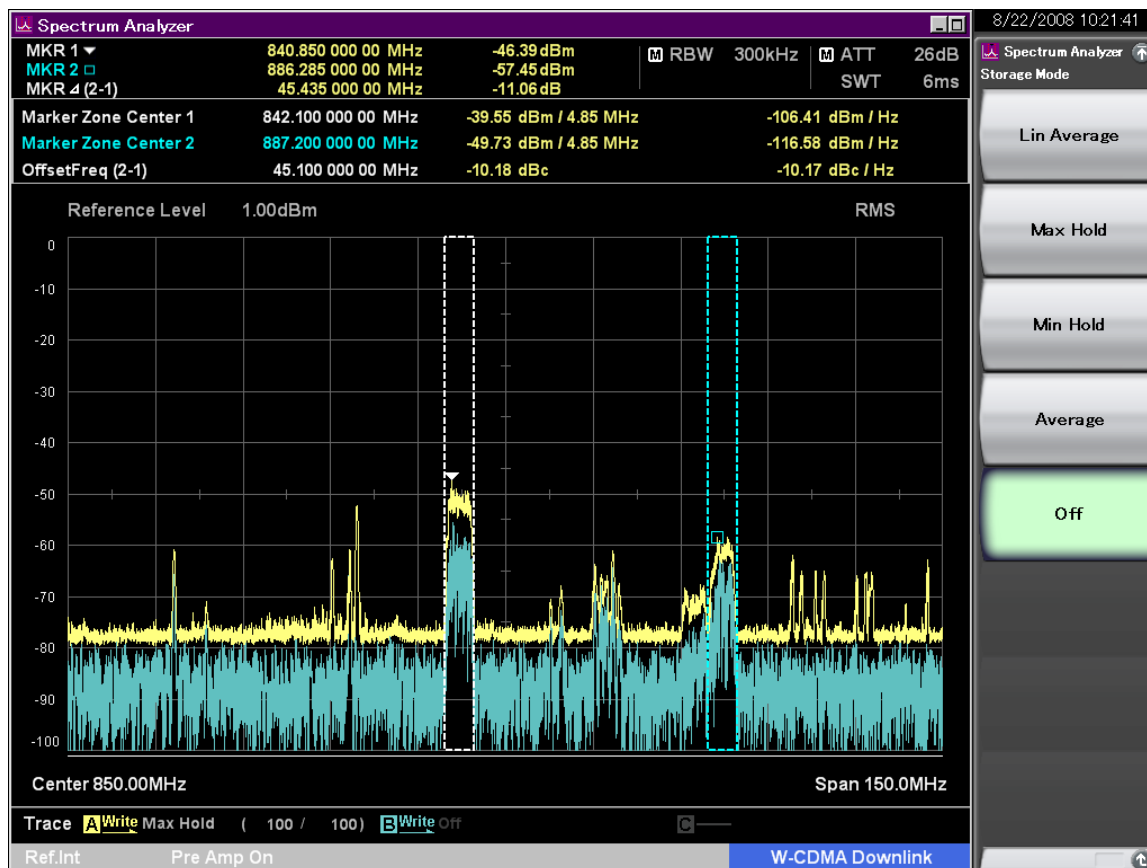 Spectrum Analyzer
8/22/2008 10:21:41
MKR 1 840.850 000 00 MHz -46.39 dBm M RBW 300kHz M ATT 26dB
MKR 2 886.285 000 00 MHz -57.45 dBm SWT 6ms
MKR ⊿ (2-1) 45.435 000 00 MHz -11.06 dB
Marker Zone Center 1 842.100 000 00 MHz -39.55 dBm / 4.85 MHz -106.41 dBm / Hz
Marker Zone Center 2 887.200 000 00 MHz -49.73 dBm / 4.85 MHz -116.58 dBm / Hz
OffsetFreq (2-1) 45.100 000 00 MHz -10.18 dBc -10.17 dBc / Hz
Reference Level 1.00dBm RMS
0
-10
-20
-30
-40
-50
-60
-70
-80
-90
-100
Center 850.00MHz Span 150.0MHz
Trace A Write Max Hold ( 100 / 100) B Write Off C
Ref.Int Pre Amp On W-CDMA Downlink
Spectrum Analyzer
Storage Mode
Lin Average
Max Hold
Min Hold
Average
Off